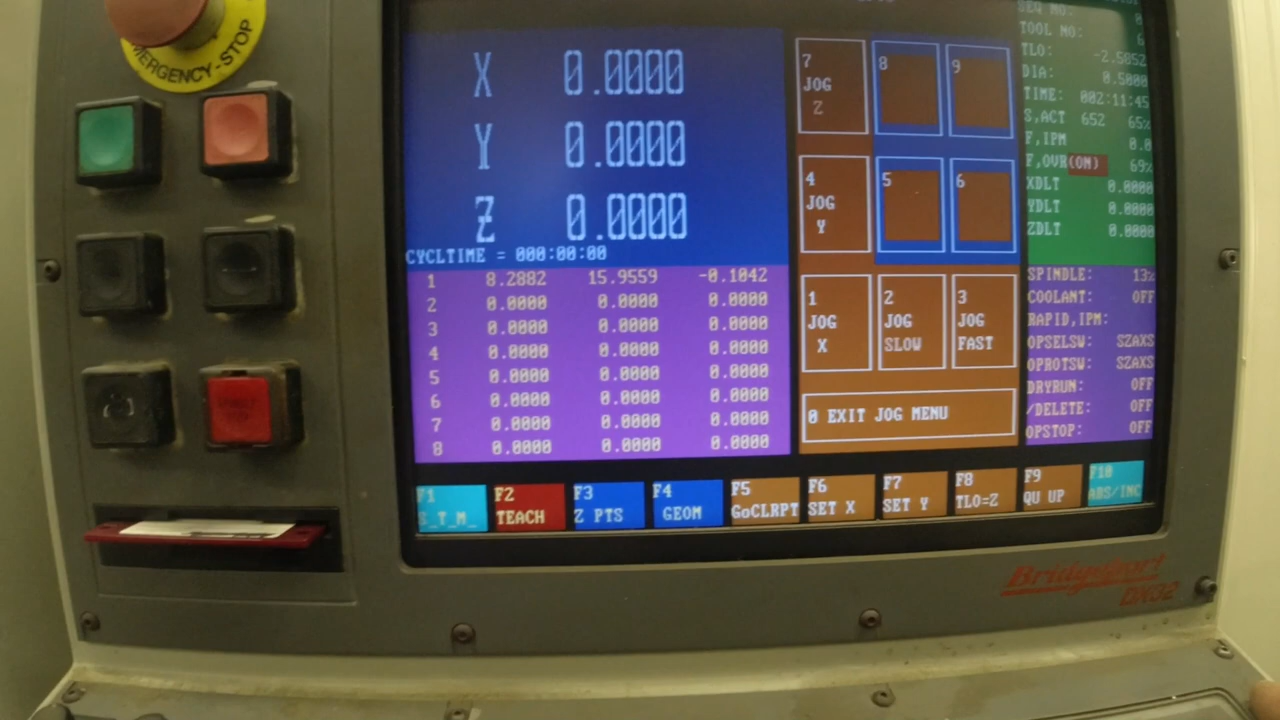 EMERGENCY-STOP
X 0.0000
Y 0.0000
Z 0.0000
CYCLTIME = 000:00:00
1 8.2882 15.9559 -0.1042
2 0.0000 0.0000 0.0000
3 0.0000 0.0000 0.0000
4 0.0000 0.0000 0.0000
5 0.0000 0.0000 0.0000
6 0.0000 0.0000 0.0000
7 0.0000 0.0000 0.0000
8 0.0000 0.0000 0.0000
7 JOG Z
8
9
4 JOG Y
5
6
1 JOG X
2 JOG SLOW
3 JOG FAST
0 EXIT JOG MENU
SEQ NO: 0
TOOL NO: 6
TLO: -2.5852
DIA: 0.5000
TIME: 002:11:45
S,ACT 652 65%
F,IPM 0.0
F,OVR(ON) 69%
XDLT 0.0000
YDLT 0.0000
ZDLT 0.0000
SPINDLE: 13%
COOLANT: OFF
RAPID,IPM:
OPSELSW: SZAXS
OPROTSW: SZAXS
DRYRUN: OFF
/DELETE: OFF
OPSTOP: OFF
F1 S_T_M_
F2 TEACH
F3 Z PTS
F4 GEOM
F5 GoCLRPT
F6 SET X
F7 SET Y
F8 TLO=Z
F9 QU UP
F10 ABS/INC
Bridgeport
DX32